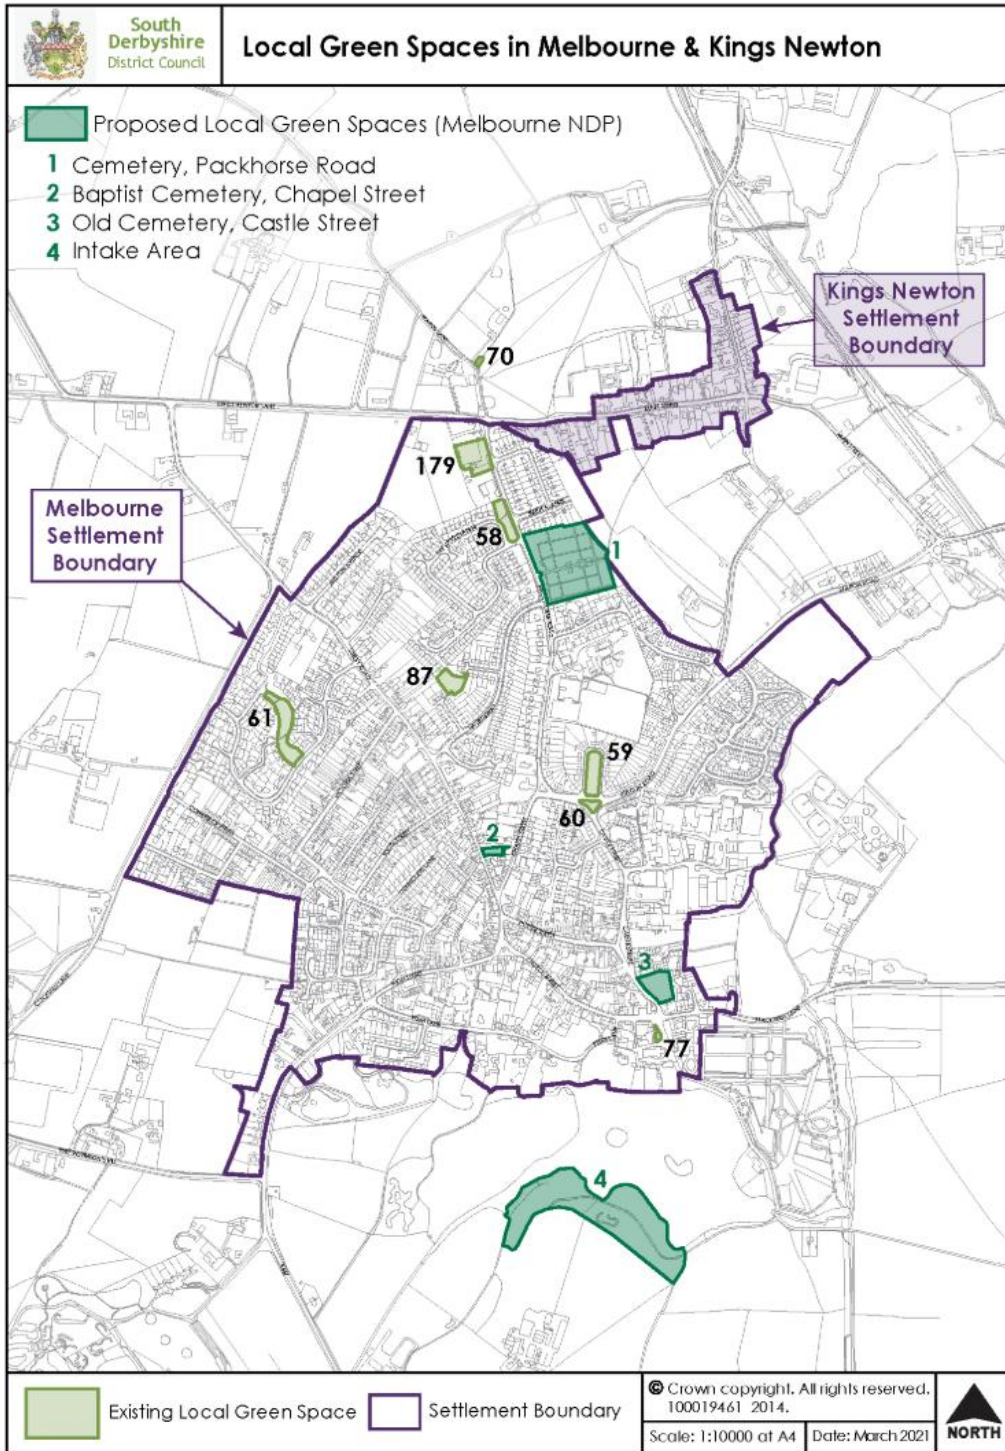 South
Derbyshire
District Council
Local Green Spaces in Melbourne & Kings Newton
Proposed Local Green Spaces (Melbourne NDP)
1 Cemetery, Packhorse Road
2 Baptist Cemetery, Chapel Street
3 Old Cemetery, Castle Street
4 Intake Area
Kings Newton
Settlement
Boundary
70
179
Melbourne
Settlement
Boundary
58
1
87
61
59
60
2
3
77
4
Existing Local Green Space
Settlement Boundary
© Crown copyright. All rights reserved.
100019461 2014.
Scale: 1:10000 at A4
Date: March 2021
NORTH